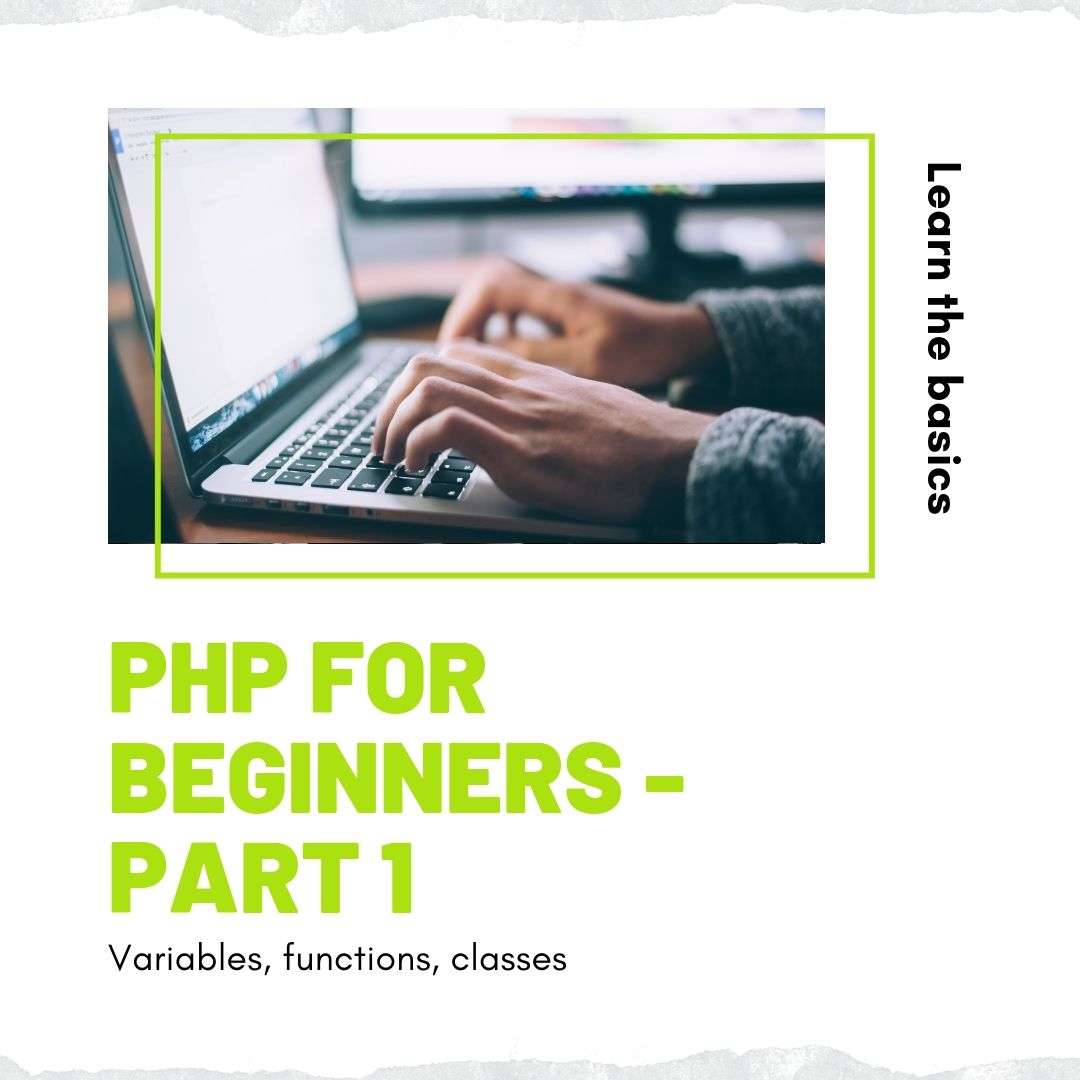 Learn the basics
PHP FOR
BEGINNERS -
PART 1
Variables, functions, classes